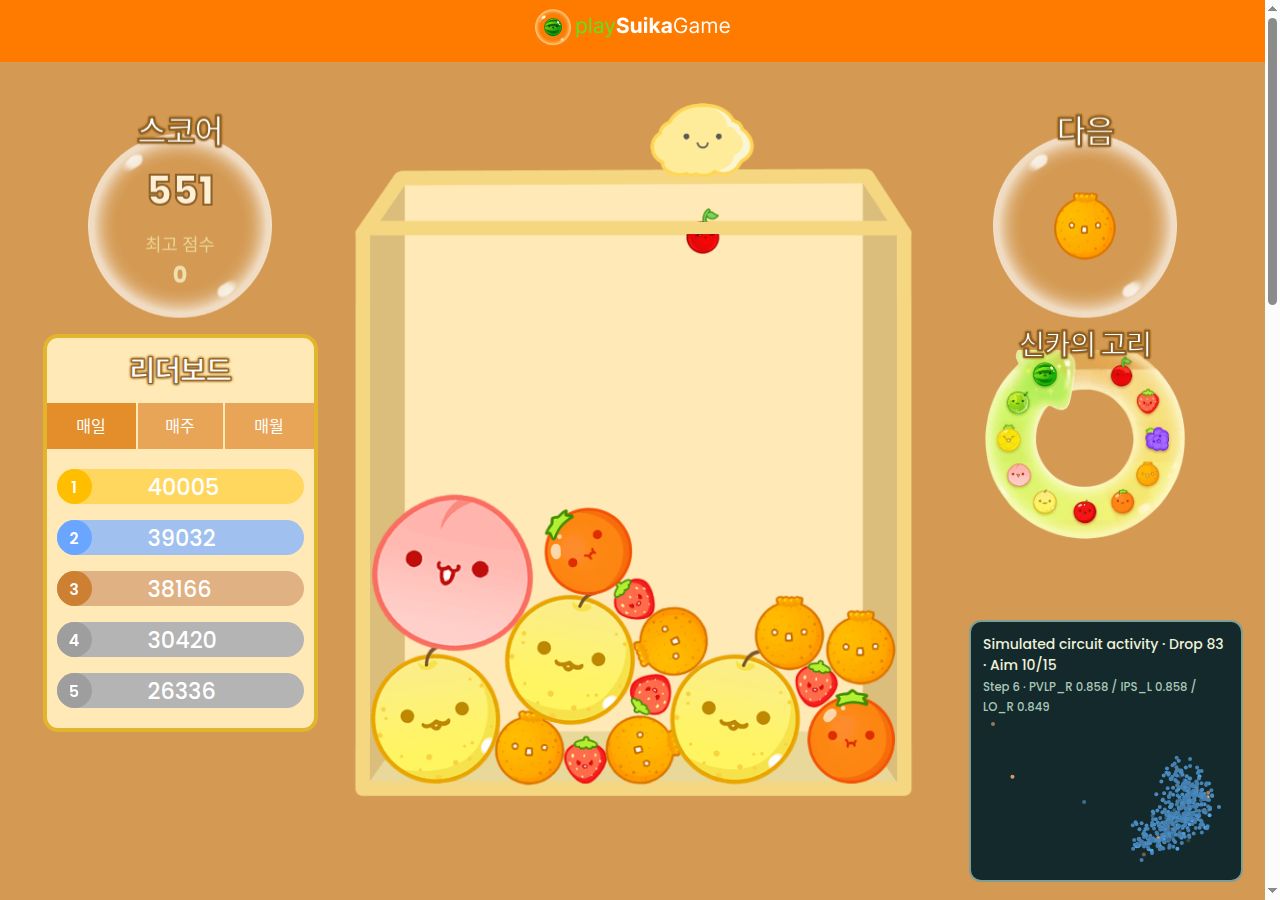 playSuikaGame
스코어
551
최고 점수
0
다음
신카의 고리
리더보드
매일 매주 매월
1 40005
2 39032
3 38166
4 30420
5 26336
Simulated circuit activity · Drop 83
· Aim 10/15
Step 6 · PVLP_R 0.858 / IPS_L 0.858 /
LO_R 0.849